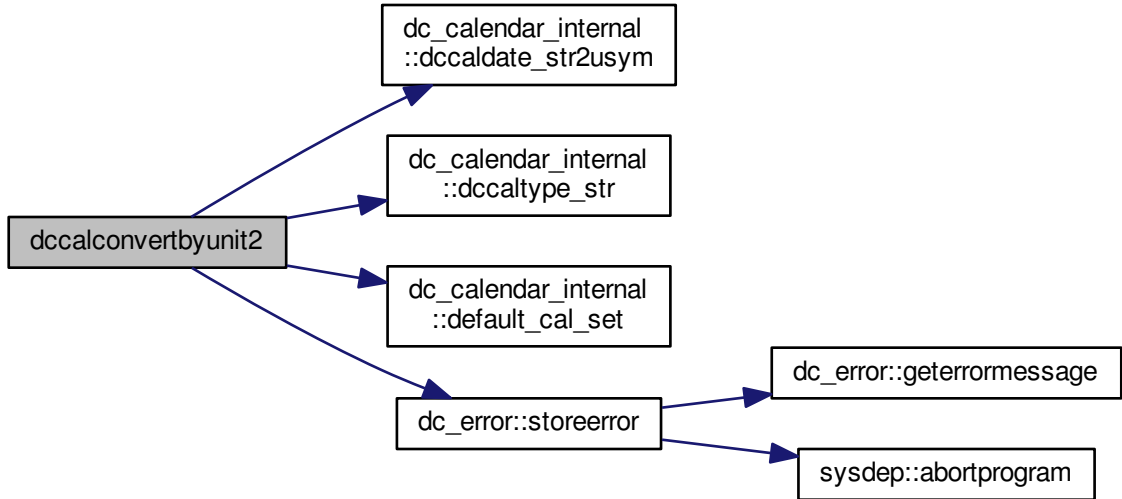 dc_calendar_internal
::dccaldate_str2usym
dc_calendar_internal
::dccaltype_str
dccalconvertbyunit2
dc_calendar_internal
::default_cal_set
dc_error::geterrormessage
dc_error::storeerror
sysdep::abortprogram